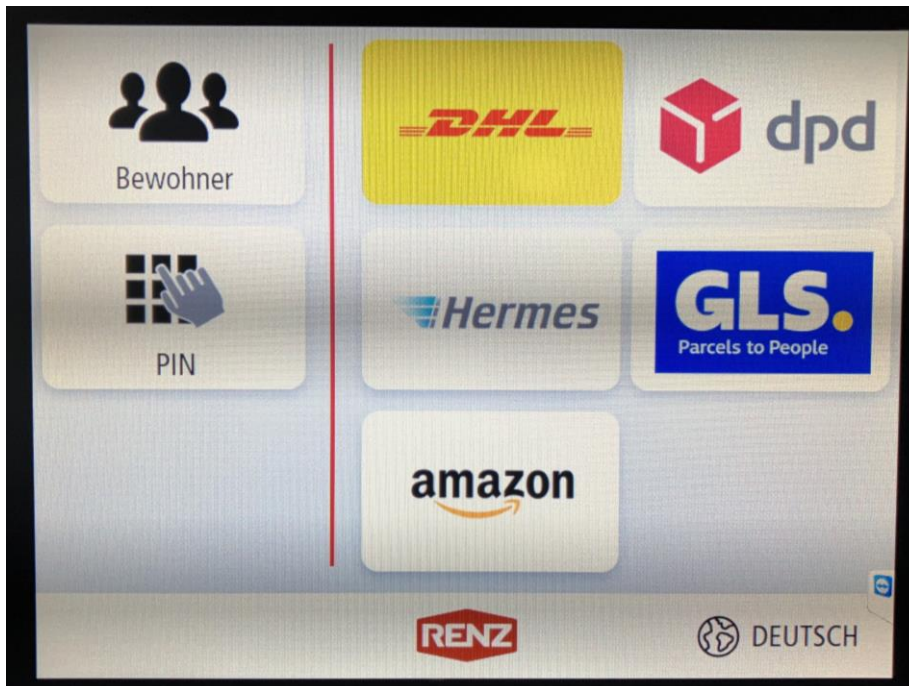 Bewohner
PIN
DHL
dpd
Hermes
GLS.
Parcels to People
amazon
RENZ
DEUTSCH